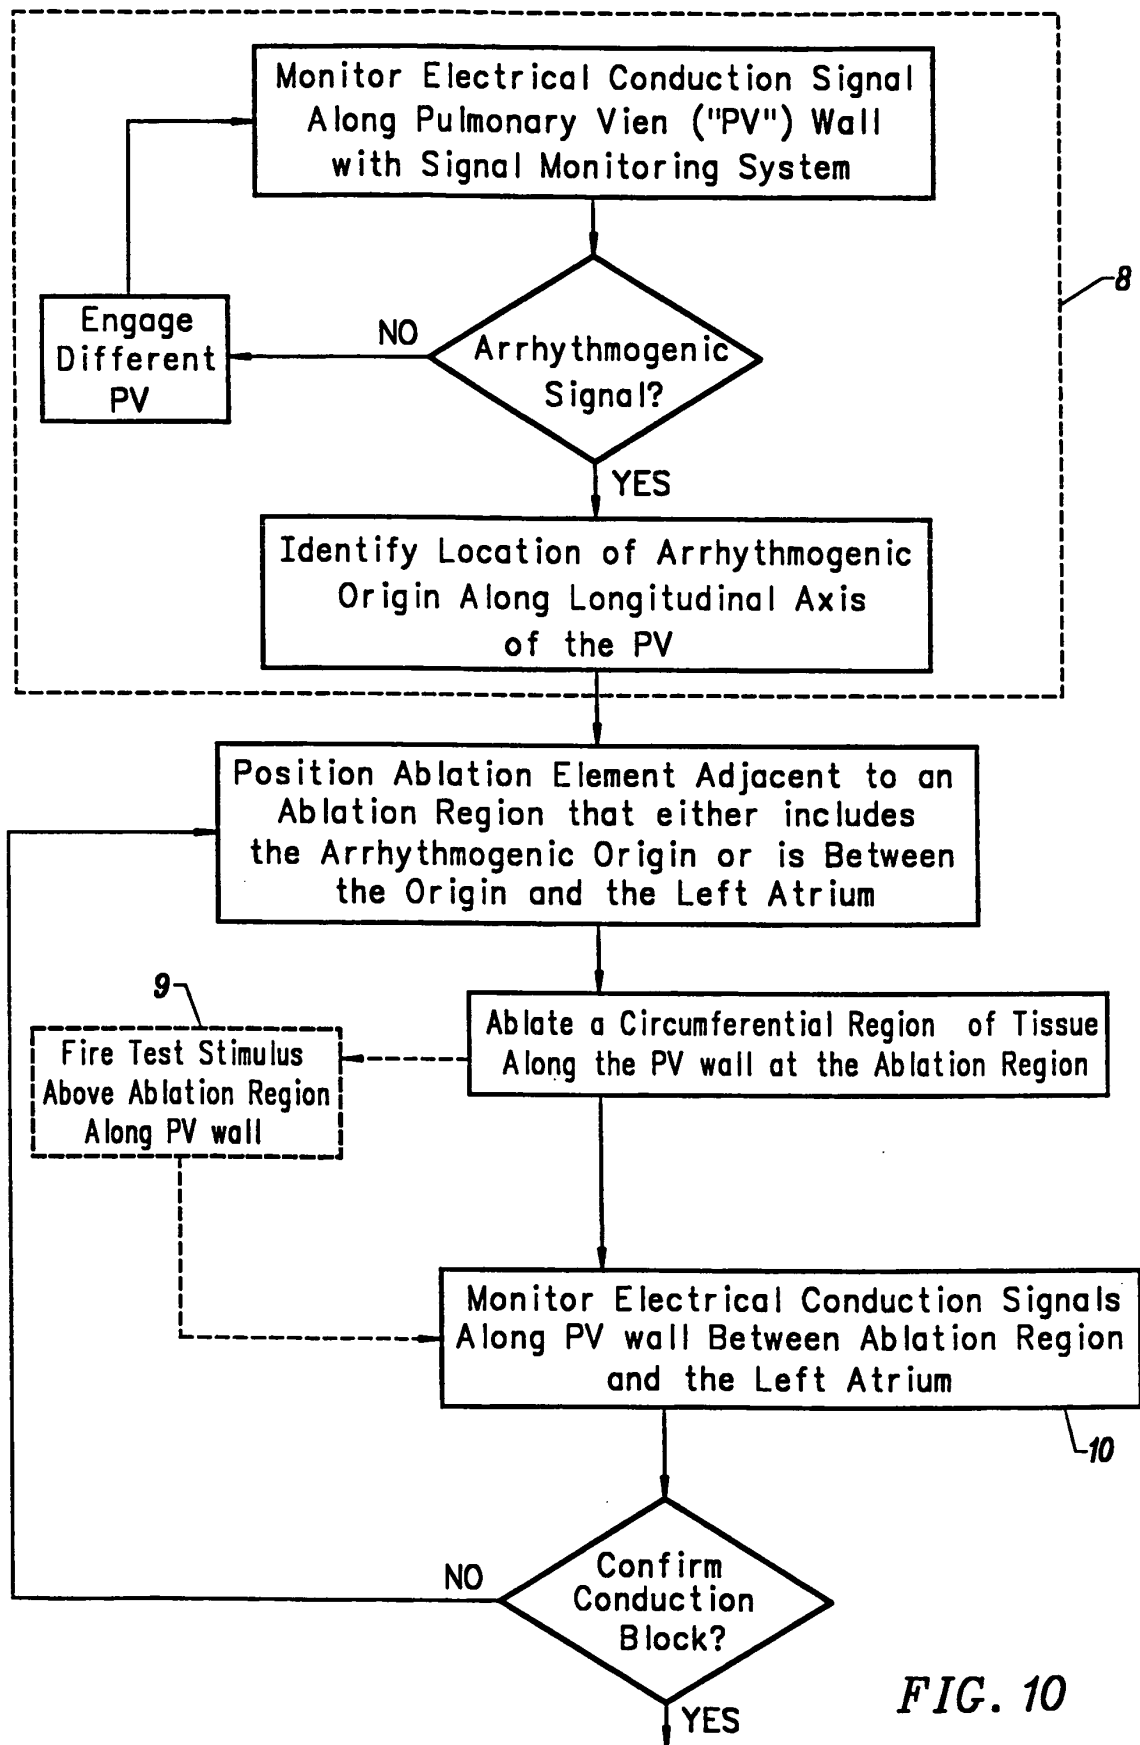 Monitor Electrical Conduction Signal
Along Pulmonary Vien ("PV") Wall
with Signal Monitoring System
8
Engage
Different
PV
NO
Arrhythmogenic
Signal?
YES
Identify Location of Arrhythmogenic
Origin Along Longitudinal Axis
of the PV
Position Ablation Element Adjacent to an
Ablation Region that either includes
the Arrhythmogenic Origin or is Between
the Origin and the Left Atrium
9
Fire Test Stimulus
Above Ablation Region
Along PV wall
Ablate a Circumferential Region of Tissue
Along the PV wall at the Ablation Region
Monitor Electrical Conduction Signals
Along PV wall Between Ablation Region
and the Left Atrium
10
NO
Confirm
Conduction
Block?
YES
FIG. 10